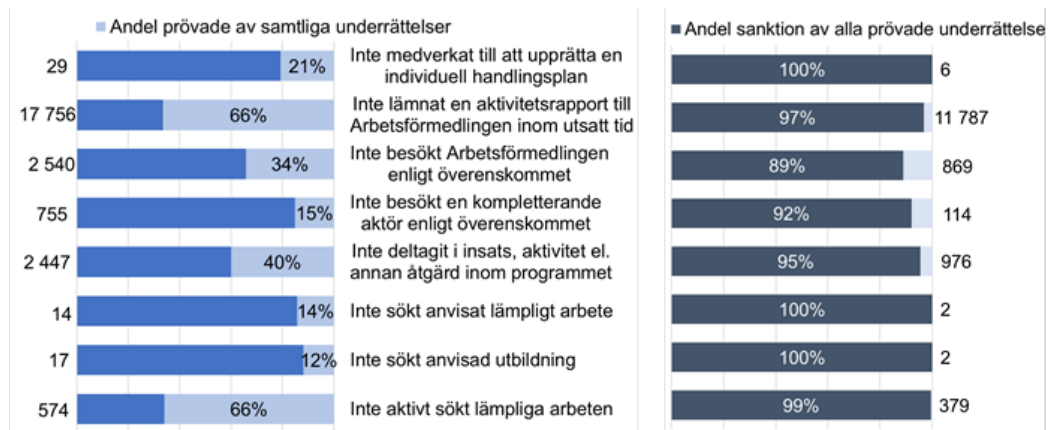 Andel prövade av samtliga underrättelser
Andel sanktion av alla prövade underrättelse
29
21%
Inte medverkat till att upprätta en
individuell handlingsplan
100%
6
17 756
66%
Inte lämnat en aktivitetsrapport till
Arbetsförmedlingen inom utsatt tid
97%
11 787
2 540
34%
Inte besökt Arbetsförmedlingen
enligt överenskommet
89%
869
755
15%
Inte besökt en kompletterande
aktör enligt överenskommet
92%
114
2 447
40%
Inte deltagit i insats, aktivitet el.
annan åtgärd inom programmet
95%
976
14
14%
Inte sökt anvisat lämpligt arbete
100%
2
17
12%
Inte sökt anvisad utbildning
100%
2
574
66%
Inte aktivt sökt lämpliga arbeten
99%
379